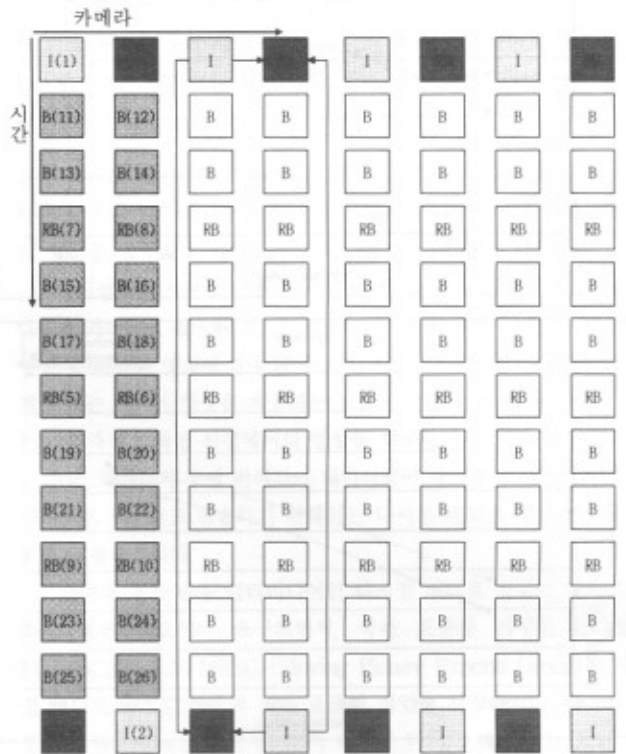 카메라
시간
I(1) I I I
B(11) B(12) B B B B B B
B(13) B(14) B B B B B B
RB(7) RB(8) RB RB RB RB RB RB
B(15) B(16) B B B B B B
B(17) B(18) B B B B B B
RB(5) RB(6) RB RB RB RB RB RB
B(19) B(20) B B B B B B
B(21) B(22) B B B B B B
RB(9) RB(10) RB RB RB RB RB RB
B(23) B(24) B B B B B B
B(25) B(26) B B B B B B
I(2) I I I